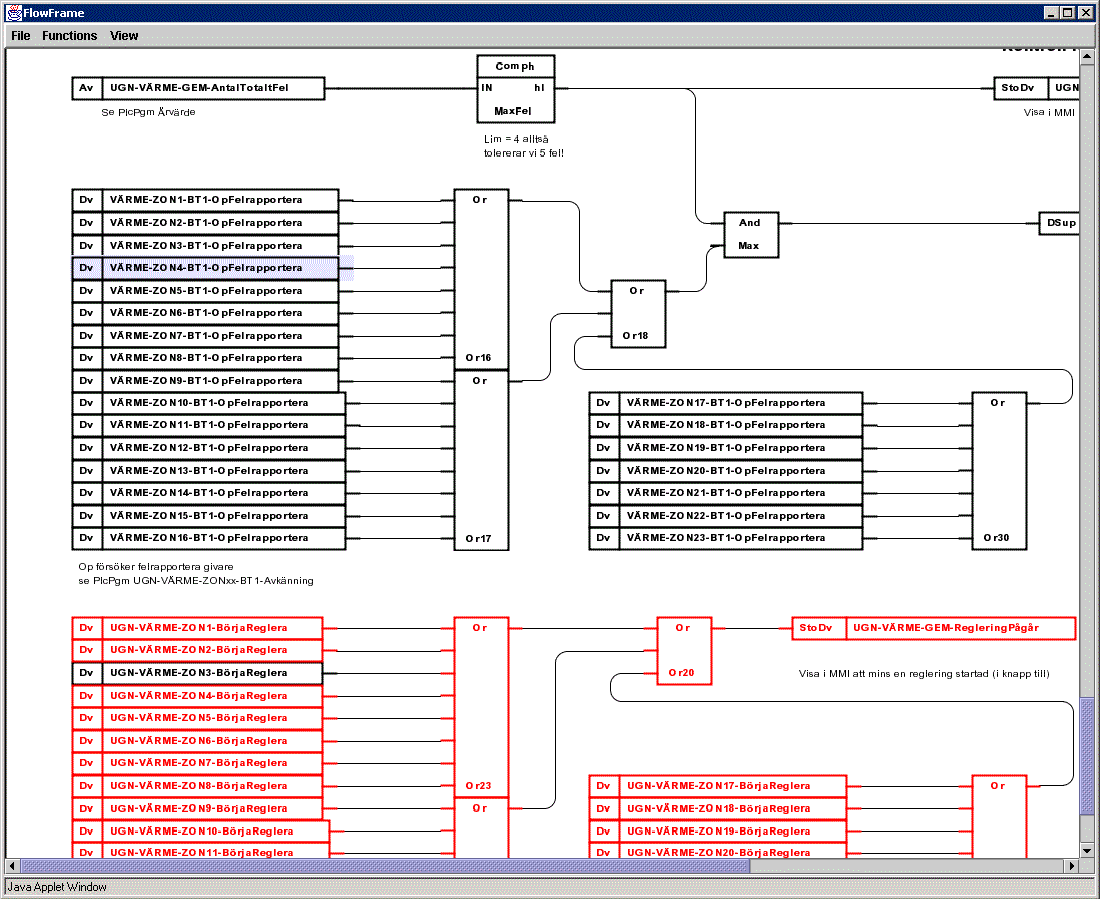 FlowFrame
File Functions View
Comph
Av UGN-VÄRME-GEM-AntalTotaltFel
IN hl
StoDv UGN
MaxFel
Se PlcPgm Ärvärde
Visa i MMI
Lim = 4 alltså
tolererar vi 5 fel!
Dv VÄRME-ZON1-BT1-OpFelrapportera
Or
Dv VÄRME-ZON2-BT1-OpFelrapportera
And
DSup
Dv VÄRME-ZON3-BT1-OpFelrapportera
Max
Dv VÄRME-ZON4-BT1-OpFelrapportera
Dv VÄRME-ZON5-BT1-OpFelrapportera
Or
Dv VÄRME-ZON6-BT1-OpFelrapportera
Dv VÄRME-ZON7-BT1-OpFelrapportera
Or18
Dv VÄRME-ZON8-BT1-OpFelrapportera
Or16
Dv VÄRME-ZON9-BT1-OpFelrapportera
Or
Dv VÄRME-ZON10-BT1-OpFelrapportera
Dv VÄRME-ZON17-BT1-OpFelrapportera
Or
Dv VÄRME-ZON11-BT1-OpFelrapportera
Dv VÄRME-ZON18-BT1-OpFelrapportera
Dv VÄRME-ZON12-BT1-OpFelrapportera
Dv VÄRME-ZON19-BT1-OpFelrapportera
Dv VÄRME-ZON13-BT1-OpFelrapportera
Dv VÄRME-ZON20-BT1-OpFelrapportera
Dv VÄRME-ZON14-BT1-OpFelrapportera
Dv VÄRME-ZON21-BT1-OpFelrapportera
Dv VÄRME-ZON15-BT1-OpFelrapportera
Dv VÄRME-ZON22-BT1-OpFelrapportera
Dv VÄRME-ZON16-BT1-OpFelrapportera
Or17
Dv VÄRME-ZON23-BT1-OpFelrapportera
Or30
Op försöker felrapportera givare
se PlcPgm UGN-VÄRME-ZONxx-BT1-Avkänning
Dv UGN-VÄRME-ZON1-BörjaReglera
Or
Or
StoDv UGN-VÄRME-GEM-RegleringPågår
Dv UGN-VÄRME-ZON2-BörjaReglera
Dv UGN-VÄRME-ZON3-BörjaReglera
Or20
Visa i MMI att mins en reglering startad (i knapp till)
Dv UGN-VÄRME-ZON4-BörjaReglera
Dv UGN-VÄRME-ZON5-BörjaReglera
Dv UGN-VÄRME-ZON6-BörjaReglera
Dv UGN-VÄRME-ZON7-BörjaReglera
Dv UGN-VÄRME-ZON8-BörjaReglera
Or23
Dv UGN-VÄRME-ZON17-BörjaReglera
Or
Dv UGN-VÄRME-ZON9-BörjaReglera
Or
Dv UGN-VÄRME-ZON18-BörjaReglera
Dv UGN-VÄRME-ZON10-BörjaReglera
Dv UGN-VÄRME-ZON19-BörjaReglera
Dv UGN-VÄRME-ZON11-BörjaReglera
Dv UGN-VÄRME-ZON20-BörjaReglera
Java Applet Window